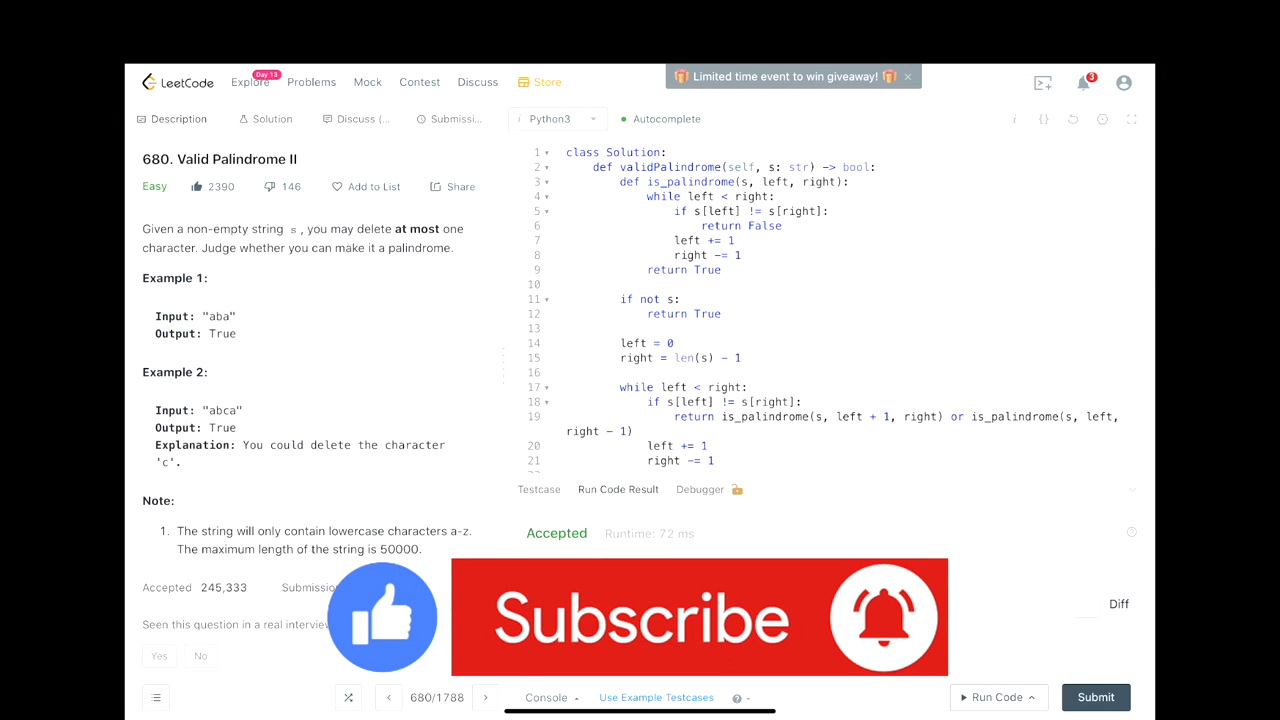 LeetCode
Explore
Day 13
Problems
Mock
Contest
Discuss
Store
Limited time event to win giveaway!
×
3
Description
Solution
Discuss (...
Submissi...
i
Python3
Autocomplete
i
{}
680. Valid Palindrome II
Easy
2390
146
Add to List
Share
Given a non-empty string s , you may delete at most one
character. Judge whether you can make it a palindrome.
Example 1:
Input: "aba"
Output: True
Example 2:
Input: "abca"
Output: True
Explanation: You could delete the character
'c'.
Note:
1. The string will only contain lowercase characters a-z.
The maximum length of the string is 50000.
Accepted 245,333
Submissio
Seen this question in a real interview
Yes
No
1 class Solution:
2 def validPalindrome(self, s: str) -> bool:
3 def is_palindrome(s, left, right):
4 while left < right:
5 if s[left] != s[right]:
6 return False
7 left += 1
8 right -= 1
9 return True
10
11 if not s:
12 return True
13
14 left = 0
15 right = len(s) - 1
16
17 while left < right:
18 if s[left] != s[right]:
19 return is_palindrome(s, left + 1, right) or is_palindrome(s, left,
right - 1)
20 left += 1
21 right -= 1
Testcase
Run Code Result
Debugger
Accepted
Runtime: 72 ms
?
Subscribe
Diff
680/1788
Console
Use Example Testcases
?
Run Code
Submit